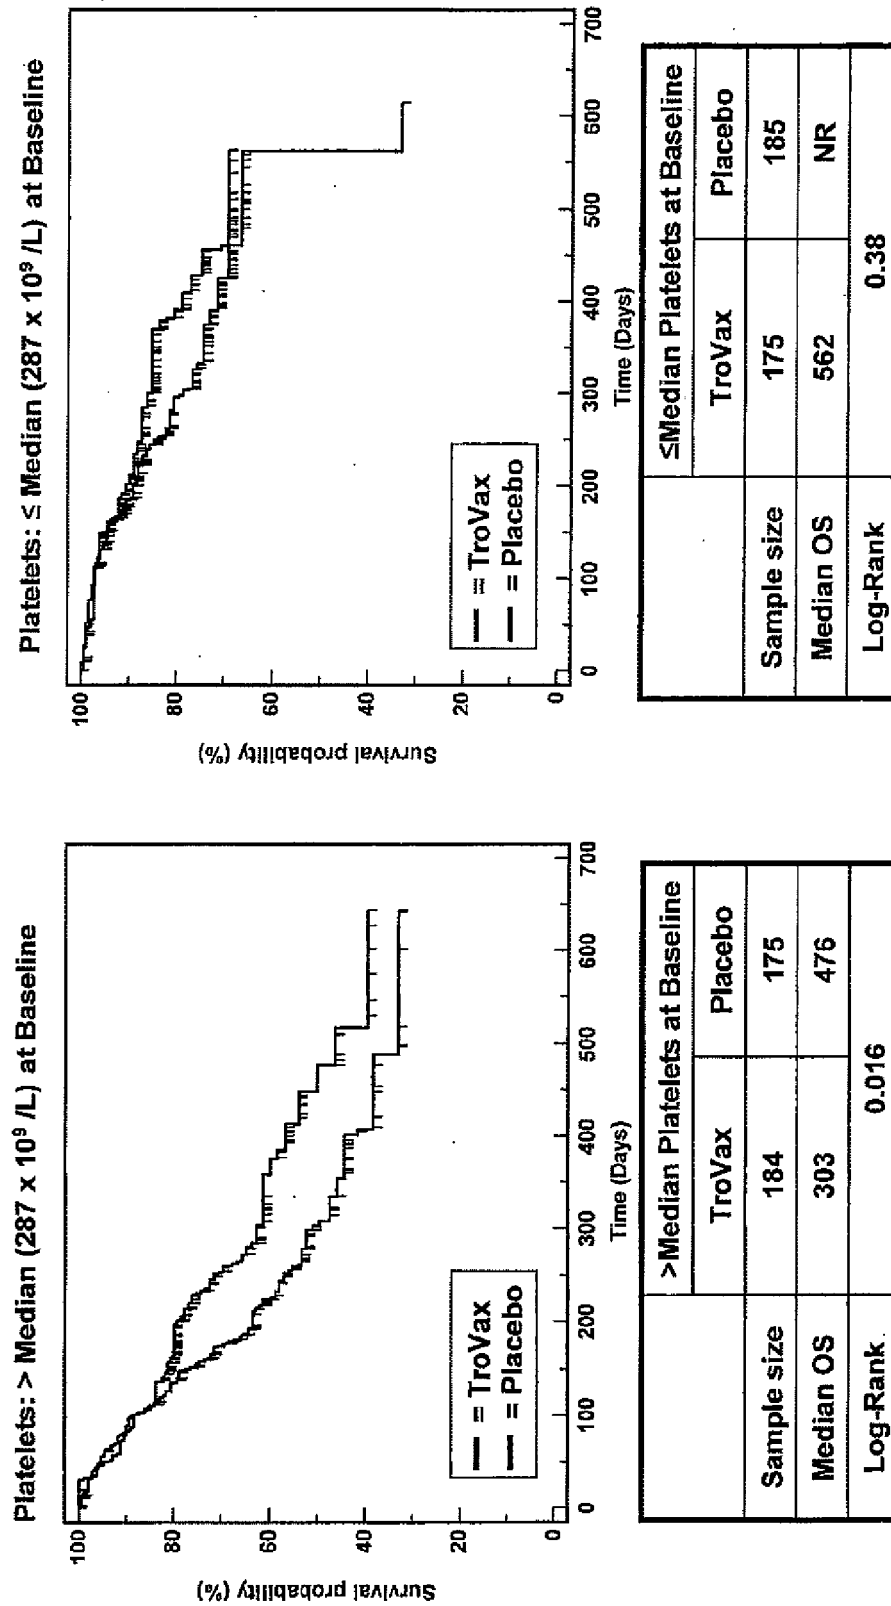 Platelets: > Median (287 x 10⁹ /L) at Baseline
Survival probability (%)
100
80
60
40
20
0
= TroVax
= Placebo
0 100 200 300 400 500 600 700
Time (Days)
>Median Platelets at Baseline
TroVax Placebo
Sample size 184 175
Median OS 303 476
Log-Rank 0.016
Platelets: ≤ Median (287 x 10⁹ /L) at Baseline
Survival probability (%)
100
80
60
40
20
0
= TroVax
= Placebo
0 100 200 300 400 500 600 700
Time (Days)
≤Median Platelets at Baseline
TroVax Placebo
Sample size 175 185
Median OS 562 NR
Log-Rank 0.38